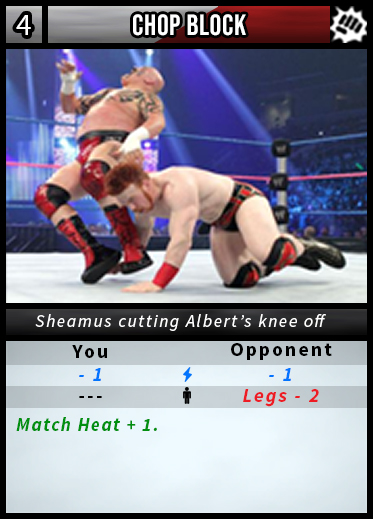 4 CHOP BLOCK
Sheamus cutting Albert's knee off
You Opponent
- 1 - 1
--- Legs - 2
Match Heat + 1.